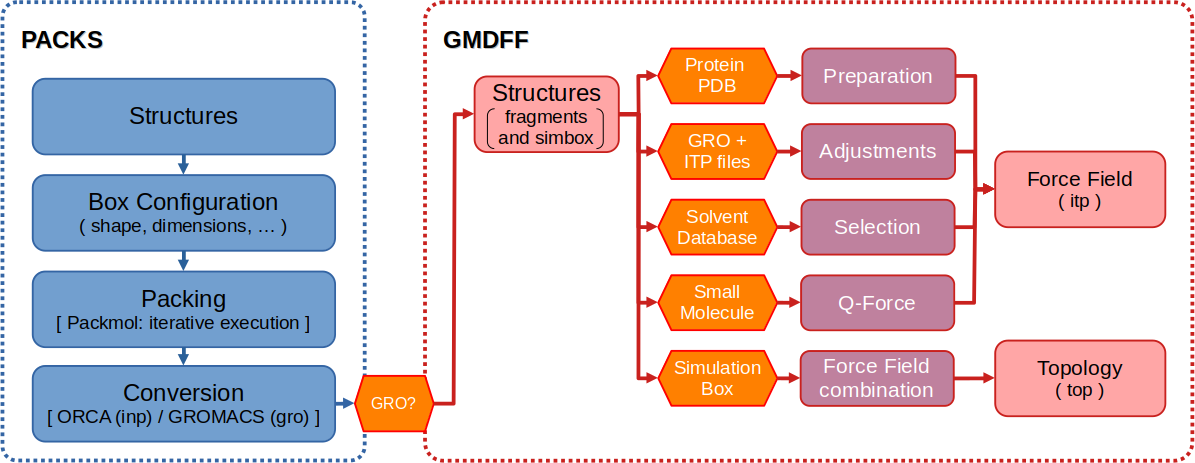 PACKS
Structures
Box Configuration
( shape, dimensions, ... )
Packing
[ Packmol: iterative execution ]
Conversion
[ ORCA (inp) / GROMACS (gro) ]
GRO?
GMDFF
Structures
fragments
and simbox
Protein
PDB
Preparation
GRO +
ITP files
Adjustments
Solvent
Database
Selection
Small
Molecule
Q-Force
Simulation
Box
Force Field
combination
Force Field
( itp )
Topology
( top )